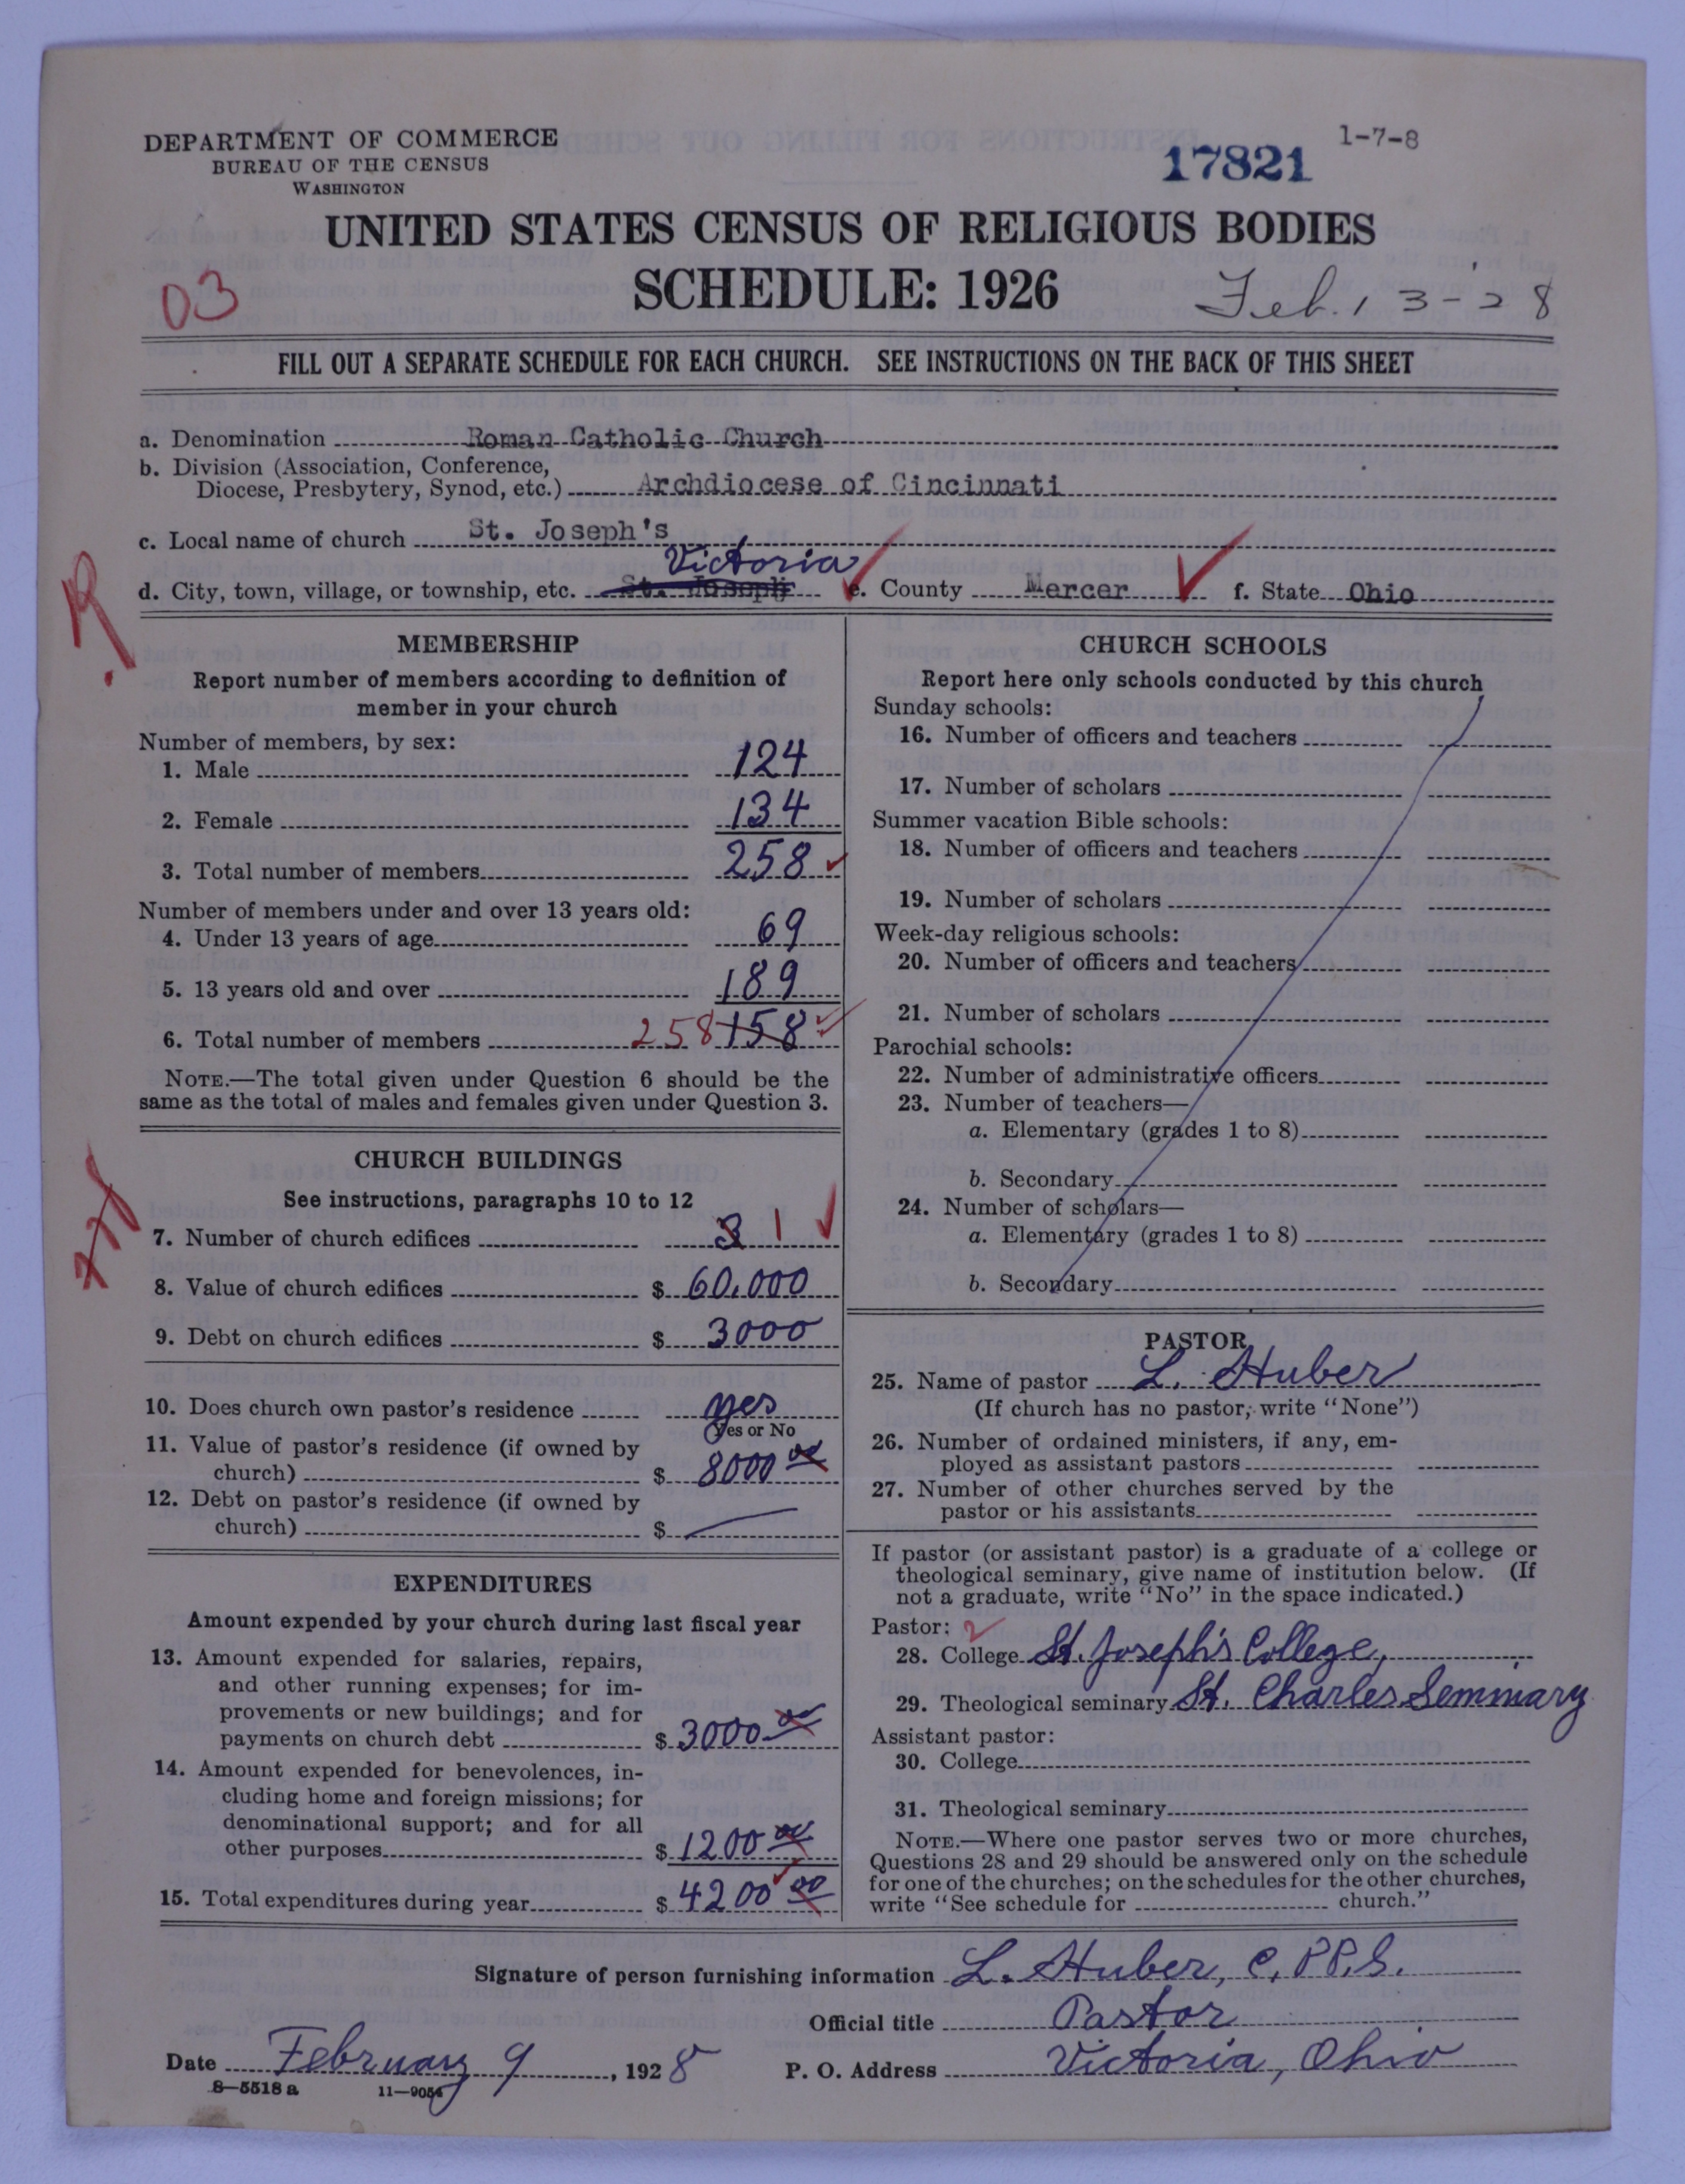 DEPARTMENT OF COMMERCE
BUREAU OF THE CENSUS
WASHINGTON
17821
1-7-8
UNITED STATES CENSUS OF RELIGIOUS BODIES
SCHEDULE: 1926
03
Feb. 13-28
FILL OUT A SEPARATE SCHEDULE FOR EACH CHURCH. SEE INSTRUCTIONS ON THE BACK OF THIS SHEET
a. Denomination Roman Catholic Church
b. Division (Association, Conference,
Diocese, Presbytery, Synod, etc.) Archdiocese of Cincinnati
c. Local name of church St. Joseph's
Victoria
d. City, town, village, or township, etc. St. Joseph e. County Mercer f. State Ohio
R
MEMBERSHIP
Report number of members according to definition of
member in your church
Number of members, by sex:
1. Male 124
2. Female 134
3. Total number of members 258
Number of members under and over 13 years old:
4. Under 13 years of age 69
5. 13 years old and over 189
6. Total number of members 258 158
NOTE.—The total given under Question 6 should be the
same as the total of males and females given under Question 3.
CHURCH BUILDINGS
See instructions, paragraphs 10 to 12
7. Number of church edifices 3 1
8. Value of church edifices $ 60,000
9. Debt on church edifices $ 3000
10. Does church own pastor's residence yes
Yes or No
11. Value of pastor's residence (if owned by
church) $ 8000 00
12. Debt on pastor's residence (if owned by
church) $
EXPENDITURES
Amount expended by your church during last fiscal year
13. Amount expended for salaries, repairs,
and other running expenses; for im-
provements or new buildings; and for
payments on church debt $ 3000 00
14. Amount expended for benevolences, in-
cluding home and foreign missions; for
denominational support; and for all
other purposes $ 1200 00
15. Total expenditures during year $ 4200 00
CHURCH SCHOOLS
Report here only schools conducted by this church
Sunday schools:
16. Number of officers and teachers
17. Number of scholars
Summer vacation Bible schools:
18. Number of officers and teachers
19. Number of scholars
Week-day religious schools:
20. Number of officers and teachers
21. Number of scholars
Parochial schools:
22. Number of administrative officers
23. Number of teachers—
a. Elementary (grades 1 to 8)
b. Secondary
24. Number of scholars—
a. Elementary (grades 1 to 8)
b. Secondary
PASTOR
25. Name of pastor L. Huber
(If church has no pastor, write "None")
26. Number of ordained ministers, if any, em-
ployed as assistant pastors
27. Number of other churches served by the
pastor or his assistants
If pastor (or assistant pastor) is a graduate of a college or
theological seminary, give name of institution below. (If
not a graduate, write "No" in the space indicated.)
Pastor: 2
28. College St. Joseph's College,
29. Theological seminary St. Charles Seminary
Assistant pastor:
30. College
31. Theological seminary
NOTE.—Where one pastor serves two or more churches,
Questions 28 and 29 should be answered only on the schedule
for one of the churches; on the schedules for the other churches,
write "See schedule for church."
Signature of person furnishing information L. Huber, C.PP.S.
Official title Pastor
Date February 9, 1928 P. O. Address Victoria, Ohio
8—5518 a 11—9054